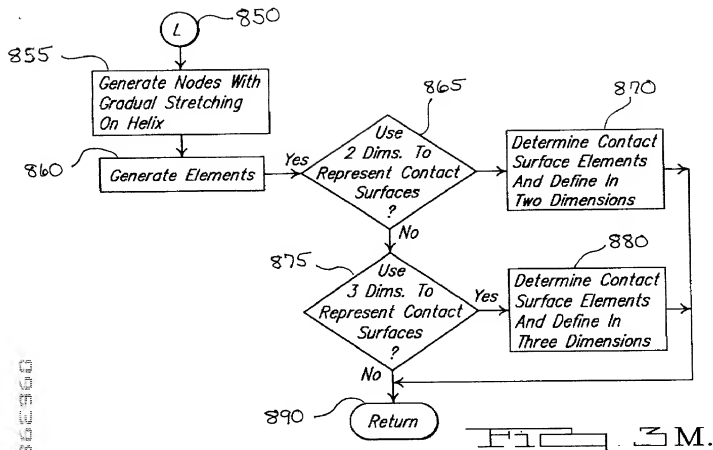 L
850
855
Generate Nodes With
Gradual Stretching
On Helix
860
Generate Elements
Yes
865
Use
2 Dims. To
Represent Contact
Surfaces
?
870
Determine Contact
Surface Elements
And Define In
Two Dimensions
No
875
Use
3 Dims. To
Represent Contact
Surfaces
?
Yes
880
Determine Contact
Surface Elements
And Define In
Three Dimensions
No
890
Return
3M.